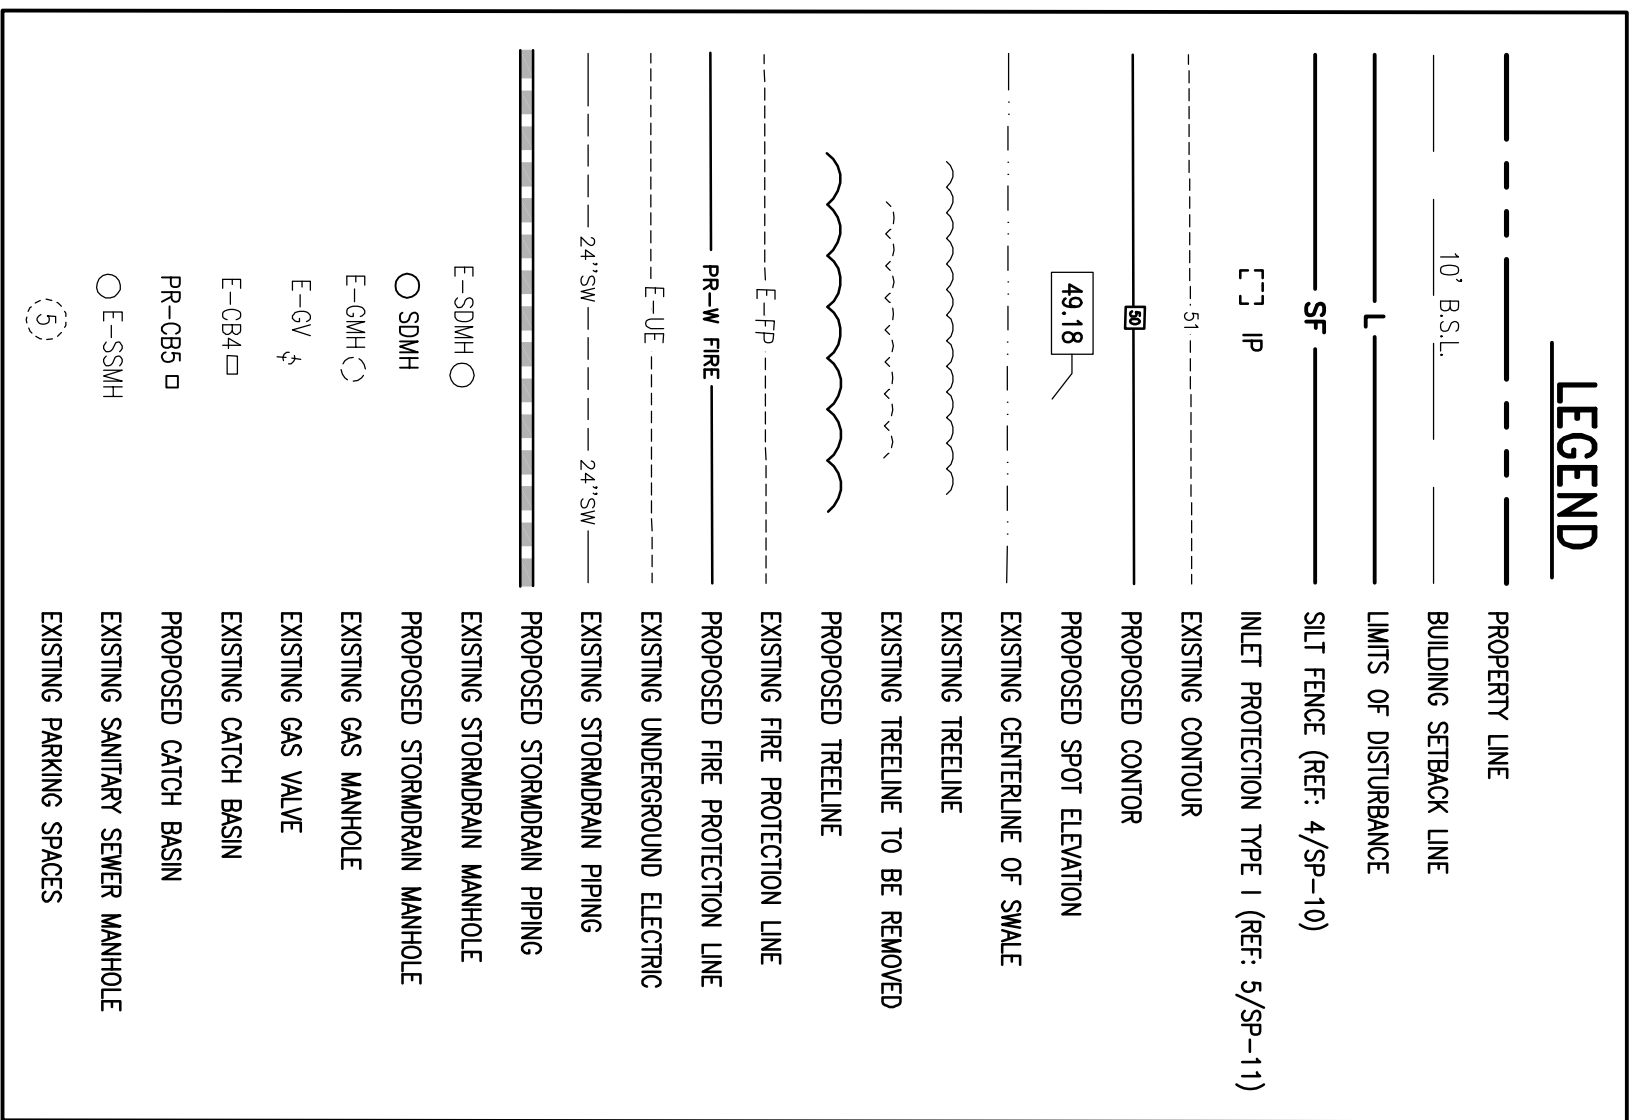 LEGEND
PROPERTY LINE
10' B.S.L. BUILDING SETBACK LINE
L LIMITS OF DISTURBANCE
SF SILT FENCE (REF: 4/SP-10)
IP INLET PROTECTION TYPE I (REF: 5/SP-11)
51 EXISTING CONTOUR
50 PROPOSED CONTOR
49.18 PROPOSED SPOT ELEVATION
EXISTING CENTERLINE OF SWALE
EXISTING TREELINE
EXISTING TREELINE TO BE REMOVED
PROPOSED TREELINE
E-FP EXISTING FIRE PROTECTION LINE
PR-W FIRE PROPOSED FIRE PROTECTION LINE
E-UE EXISTING UNDERGROUND ELECTRIC
24''SW 24''SW EXISTING STORMDRAIN PIPING
PROPOSED STORMDRAIN PIPING
E-SDMH EXISTING STORMDRAIN MANHOLE
SDMH PROPOSED STORMDRAIN MANHOLE
E-GMH EXISTING GAS MANHOLE
E-GV EXISTING GAS VALVE
E-CB4 EXISTING CATCH BASIN
PR-CB5 PROPOSED CATCH BASIN
E-SSMH EXISTING SANITARY SEWER MANHOLE
5 EXISTING PARKING SPACES